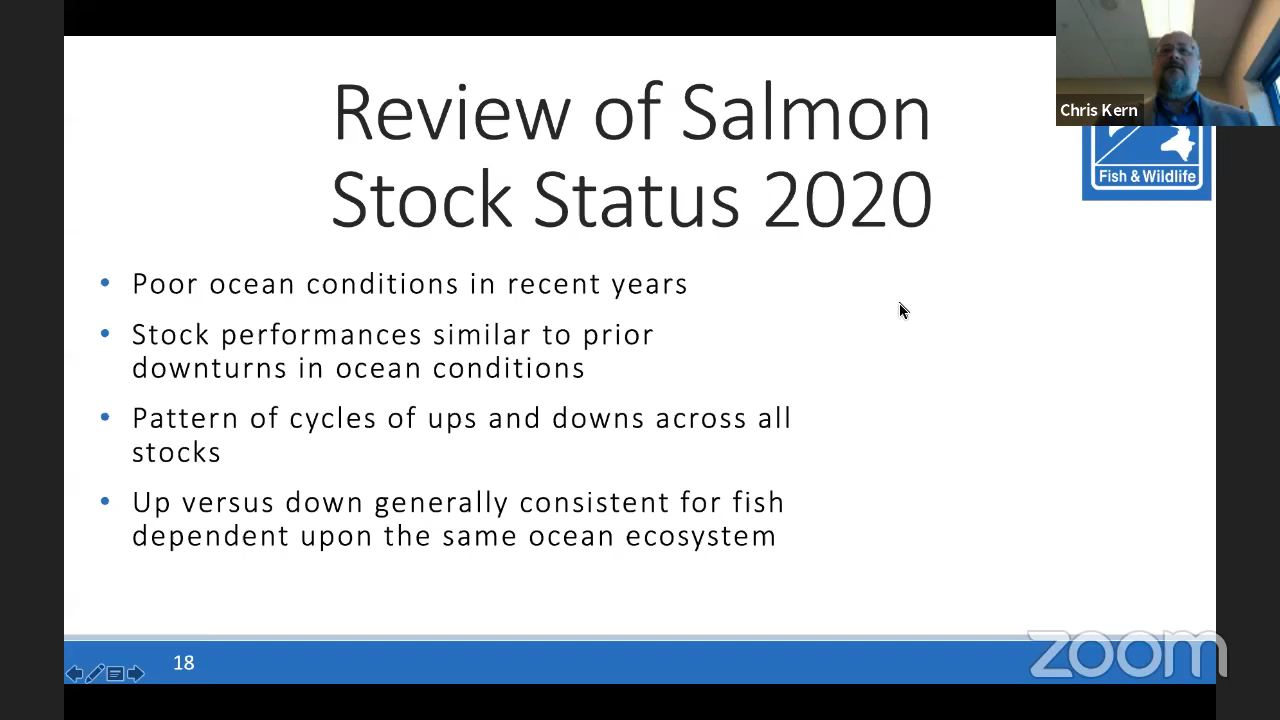 Review of Salmon
Stock Status 2020
Chris Kern
Fish & Wildlife
• Poor ocean conditions in recent years
• Stock performances similar to prior
downturns in ocean conditions
• Pattern of cycles of ups and downs across all
stocks
• Up versus down generally consistent for fish
dependent upon the same ocean ecosystem
18
zoom